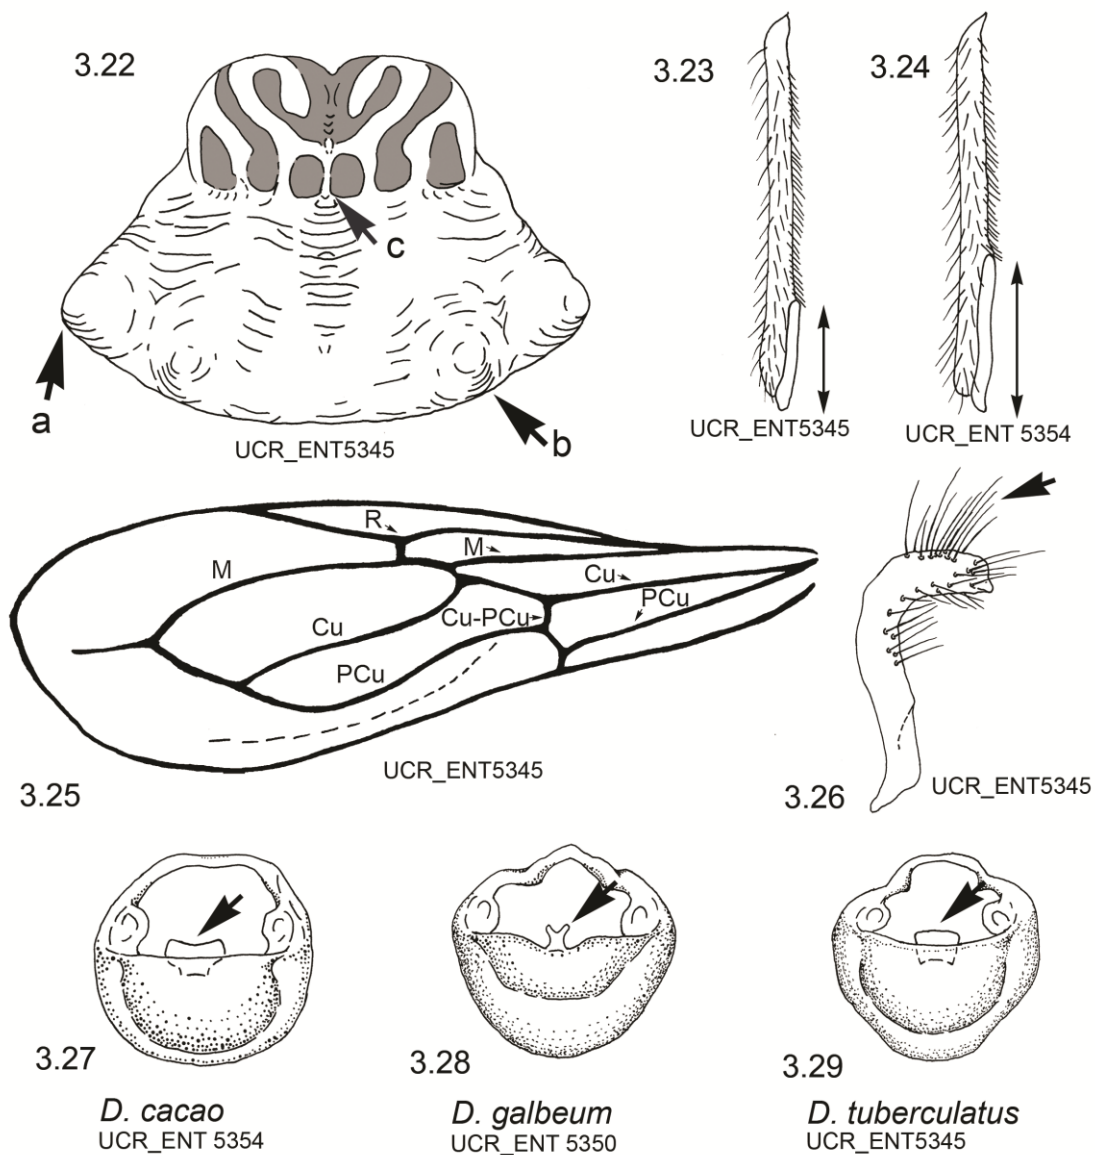 3.22
c
a
b
UCR_ENT5345
3.23
UCR_ENT5345
3.24
UCR_ENT 5354
R
M
M
Cu
PCu
Cu
Cu-PCu
PCu
UCR_ENT5345
3.25
3.26
UCR_ENT5345
3.27
D. cacao
UCR_ENT 5354
3.28
D. galbeum
UCR_ENT 5350
3.29
D. tuberculatus
UCR_ENT5345